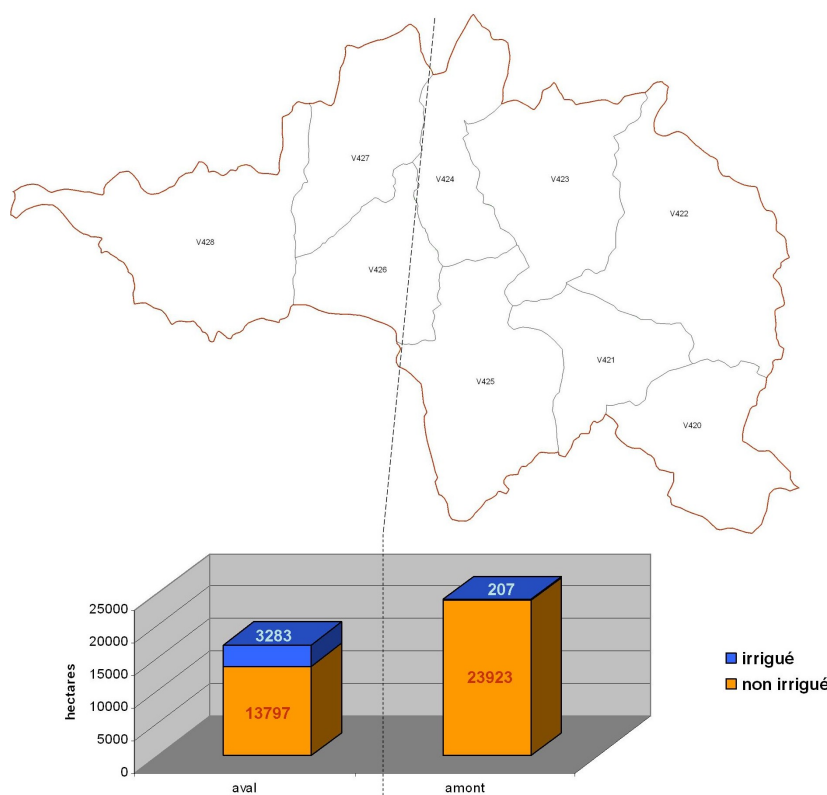 V427
V424
V423
V422
V428
V426
V421
V425
V420
hectares
25000
20000
15000
10000
5000
0
3283
13797
207
23923
aval
amont
irrigué
non irrigué